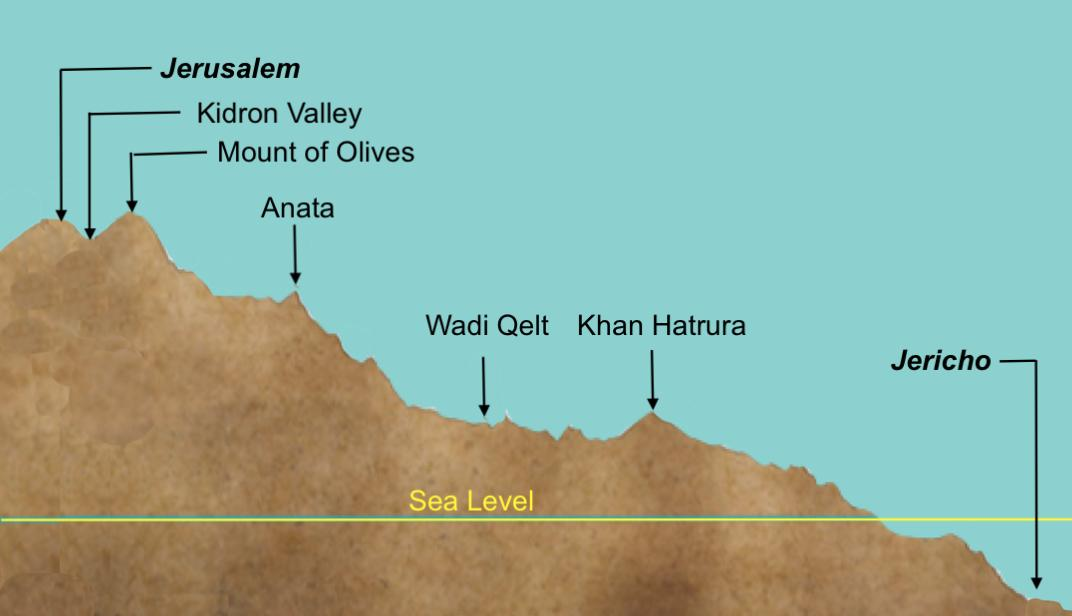 Jerusalem
Kidron Valley
Mount of Olives
Anata
Wadi Qelt
Khan Hatrura
Jericho
Sea Level